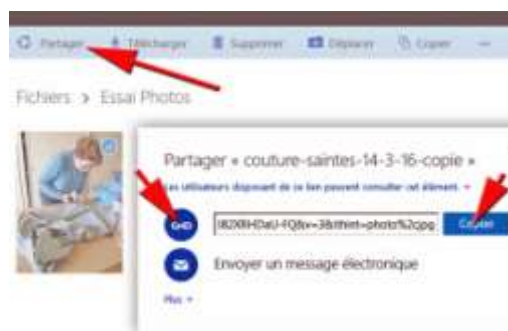 Partager Télécharger Supprimer Déplacer Copier
Fichiers > Essai Photos
Partager « couture-saintes-14-3-16-copie »
Les utilisateurs disposant de ce lien peuvent consulter cet élément.
Copier
Envoyer un message électronique
Plus